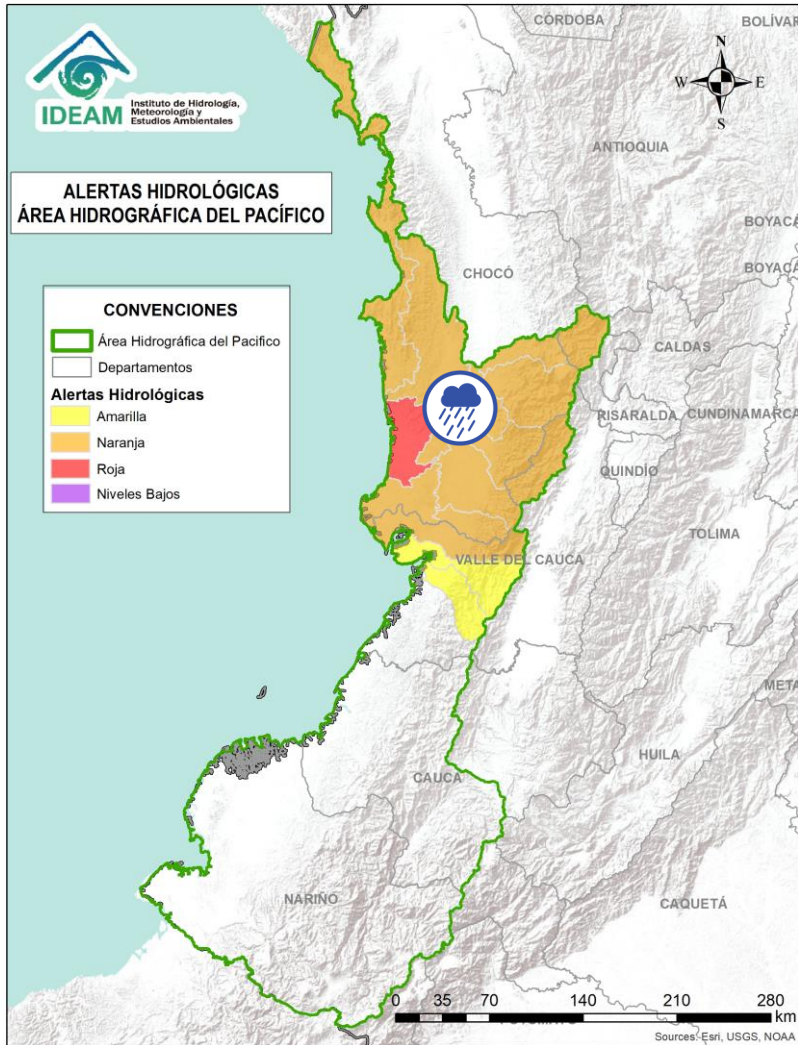 CÓRDOBA
BOLÍVAR
N
W
E
S
IDEAM
Instituto de Hidrología,
Meteorología y
Estudios Ambientales
ANTIOQUIA
ALERTAS HIDROLÓGICAS
ÁREA HIDROGRÁFICA DEL PACÍFICO
BOYACÁ
BOYACÁ
CHOCÓ
CONVENCIONES
Área Hidrográfica del Pacifico
Departamentos
Alertas Hidrológicas
Amarilla
Naranja
Roja
Niveles Bajos
CALDAS
RISARALDA
CUNDINAMARCA
QUINDÍO
TOLIMA
VALLE DEL CAUCA
META
HUILA
CAUCA
NARIÑO
CAQUETÁ
0 35 70 140 210 280
km
Sources: Esri, USGS, NOAA